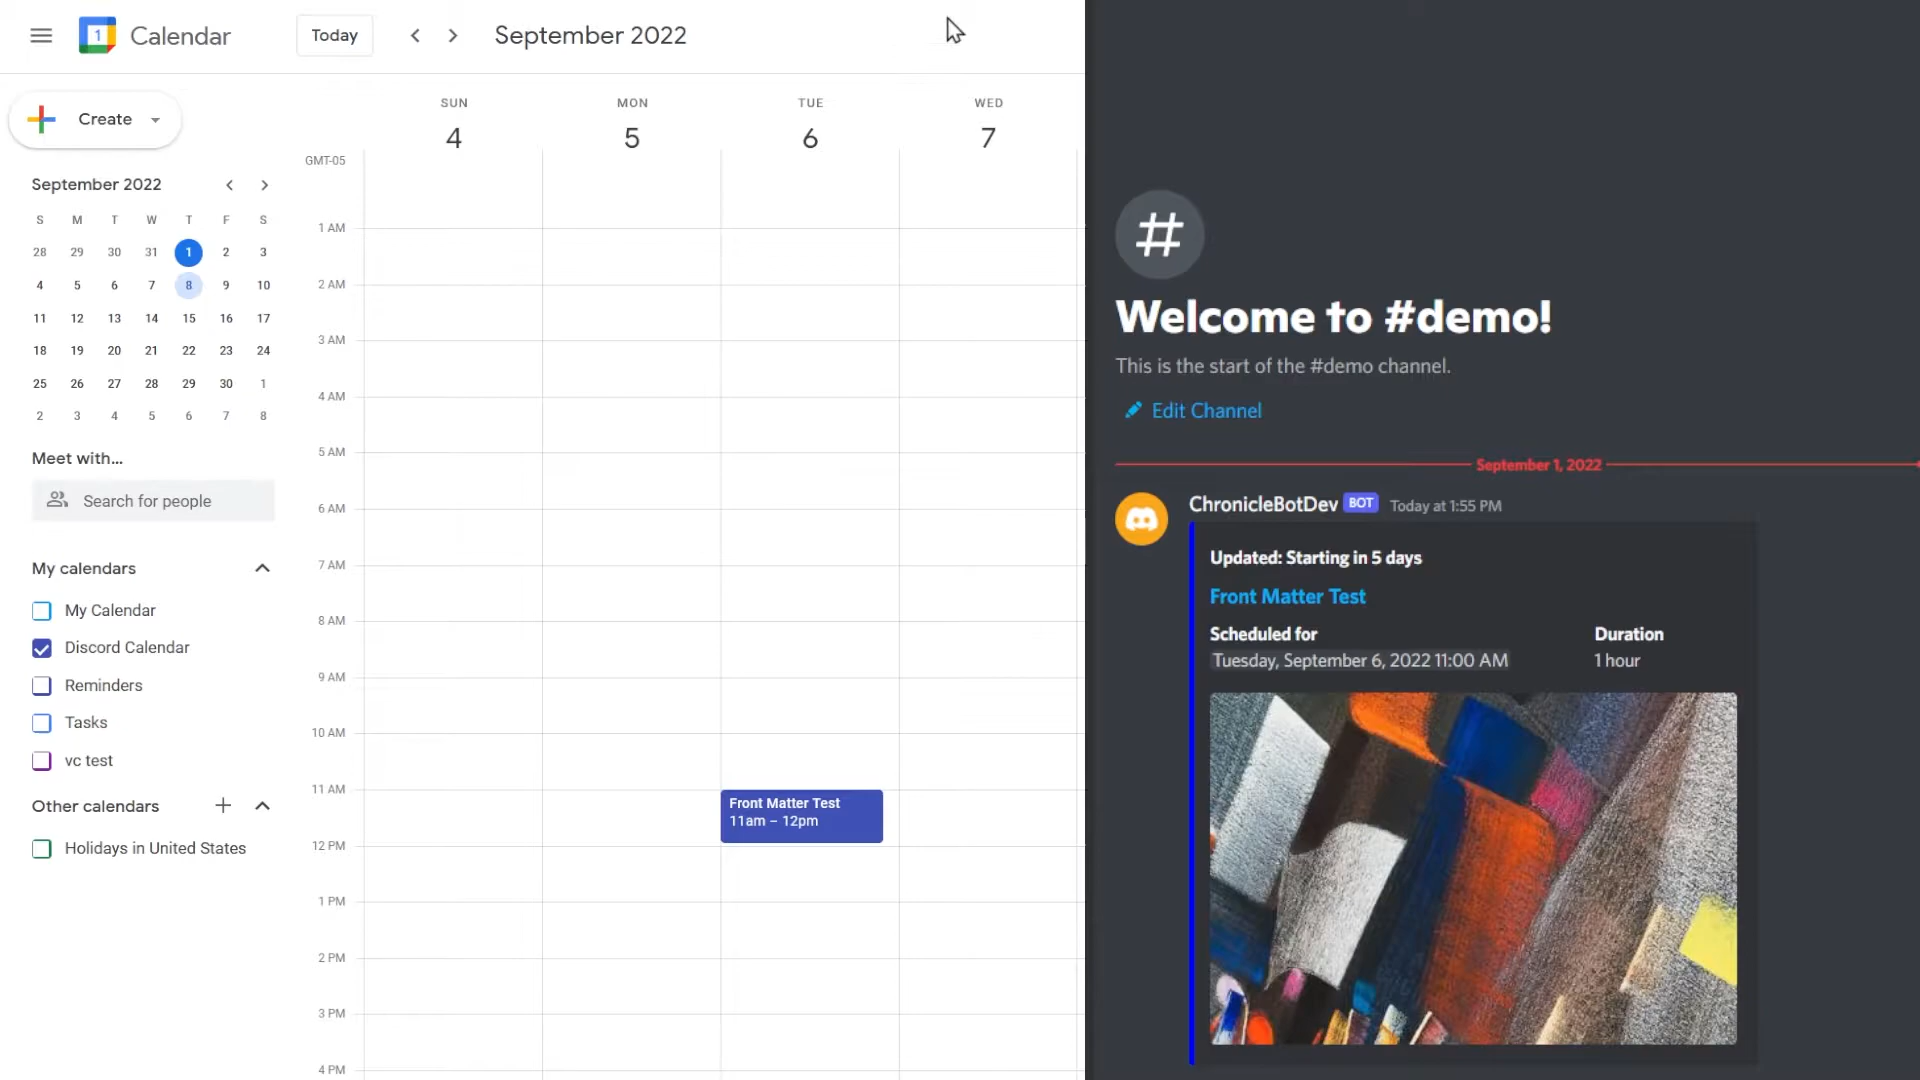 1
Calendar
Today
September 2022
Create
September 2022
S M T W T F S
28 29 30 31 1 2 3
4 5 6 7 8 9 10
11 12 13 14 15 16 17
18 19 20 21 22 23 24
25 26 27 28 29 30 1
2 3 4 5 6 7 8
Meet with...
Search for people
My calendars
My Calendar
Discord Calendar
Reminders
Tasks
vc test
Other calendars
Holidays in United States
SUN MON TUE WED
4 5 6 7
GMT-05
1 AM
2 AM
3 AM
4 AM
5 AM
6 AM
7 AM
8 AM
9 AM
10 AM
11 AM
Front Matter Test
11am – 12pm
12 PM
1 PM
2 PM
3 PM
4 PM
#
Welcome to #demo!
This is the start of the #demo channel.
Edit Channel
September 1, 2022
ChronicleBotDev BOT Today at 1:55 PM
Updated: Starting in 5 days
Front Matter Test
Scheduled for Duration
Tuesday, September 6, 2022 11:00 AM 1 hour